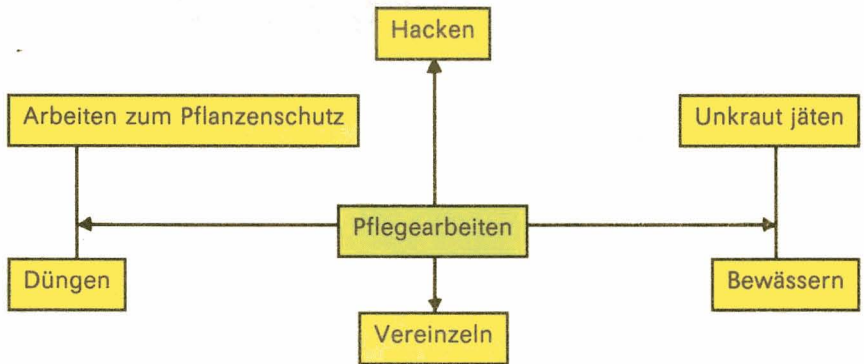 Hacken
Arbeiten zum Pflanzenschutz
Unkraut jäten
Pflegearbeiten
Düngen
Bewässern
Vereinzeln